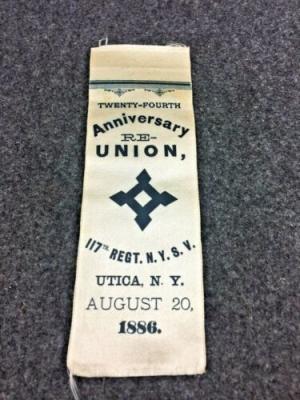 TWENTY-FOURTH
Anniversary
RE-
UNION,
117TH REGT. N.Y.S.V.
UTICA, N.Y.
AUGUST 20,
1886.